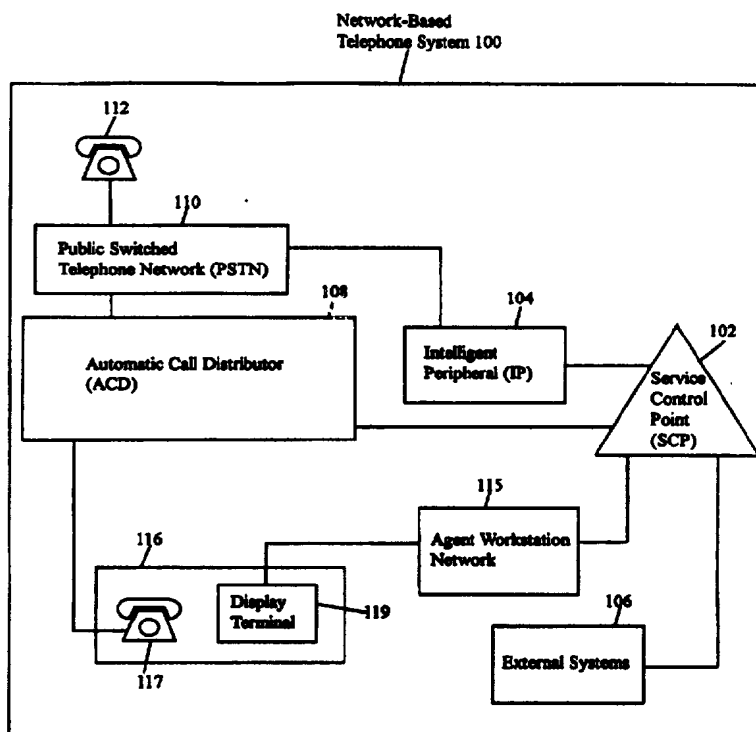 Network-Based
Telephone System 100
112
110
Public Switched
Telephone Network (PSTN)
108
104
102
Automatic Call Distributor
(ACD)
Intelligent
Peripheral (IP)
Service
Control
Point
(SCP)
115
116
Agent Workstation
Network
Display
Terminal
119
106
117
External Systems